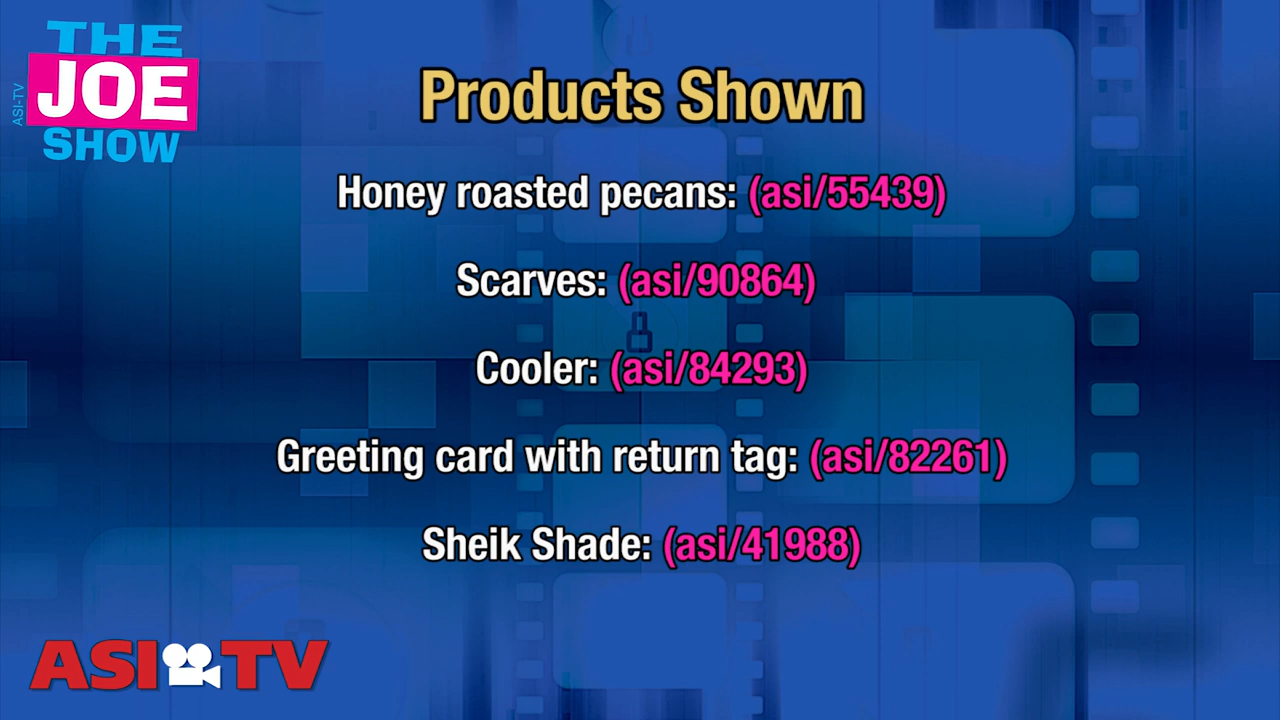 THE
JOE
SHOW
ASI-TV
Products Shown
Honey roasted pecans: (asi/55439)
Scarves: (asi/90864)
Cooler: (asi/84293)
Greeting card with return tag: (asi/82261)
Sheik Shade: (asi/41988)
ASI TV